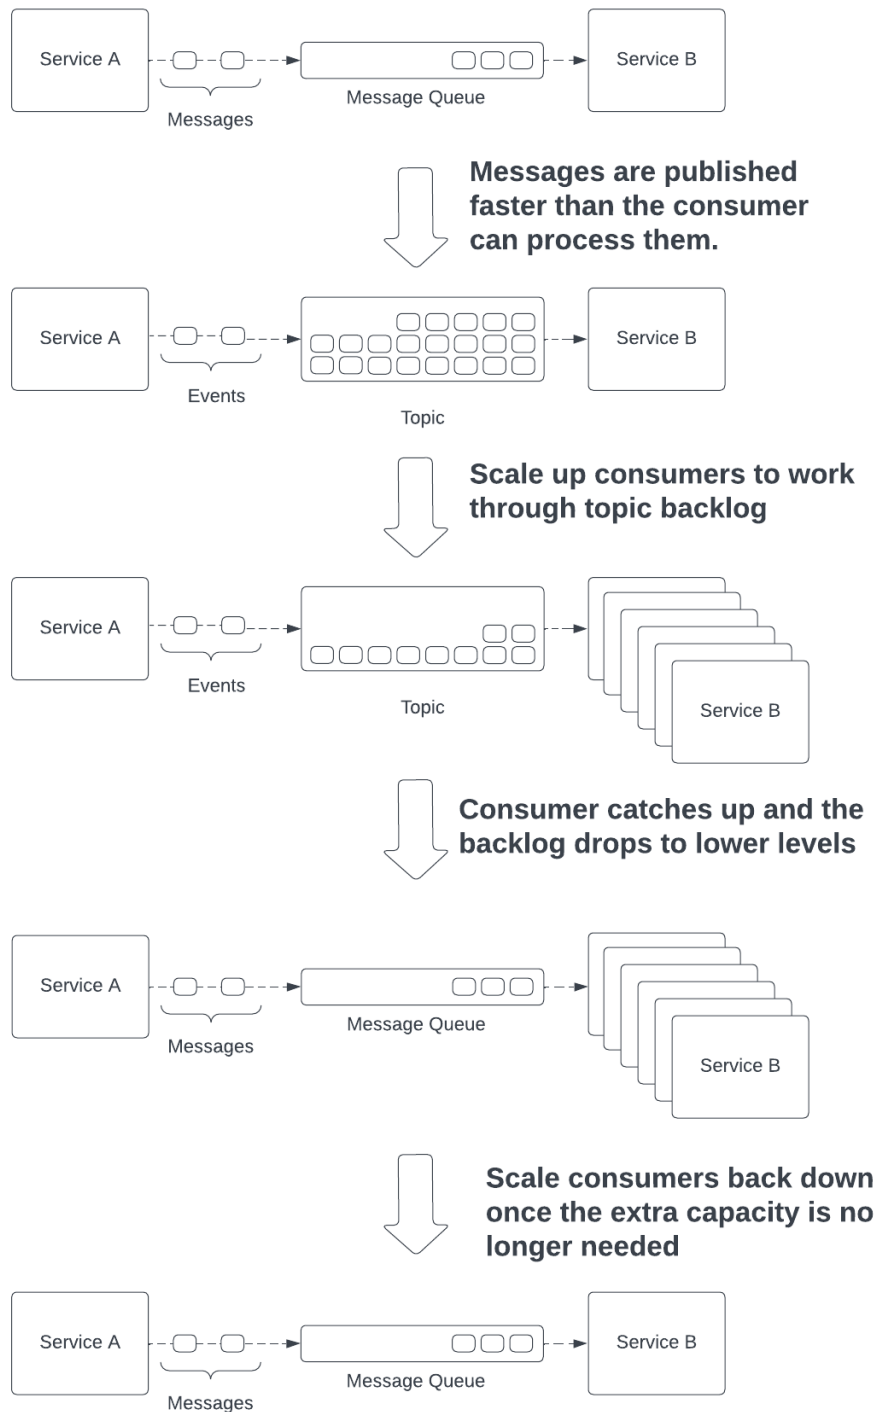 Service A
Service B
Message Queue
Messages
Messages are published
faster than the consumer
can process them.
Service A
Service B
Events
Topic
Scale up consumers to work
through topic backlog
Service A
Events
Topic
Service B
Consumer catches up and the
backlog drops to lower levels
Service A
Message Queue
Messages
Service B
Scale consumers back down
once the extra capacity is no
longer needed
Service A
Service B
Message Queue
Messages